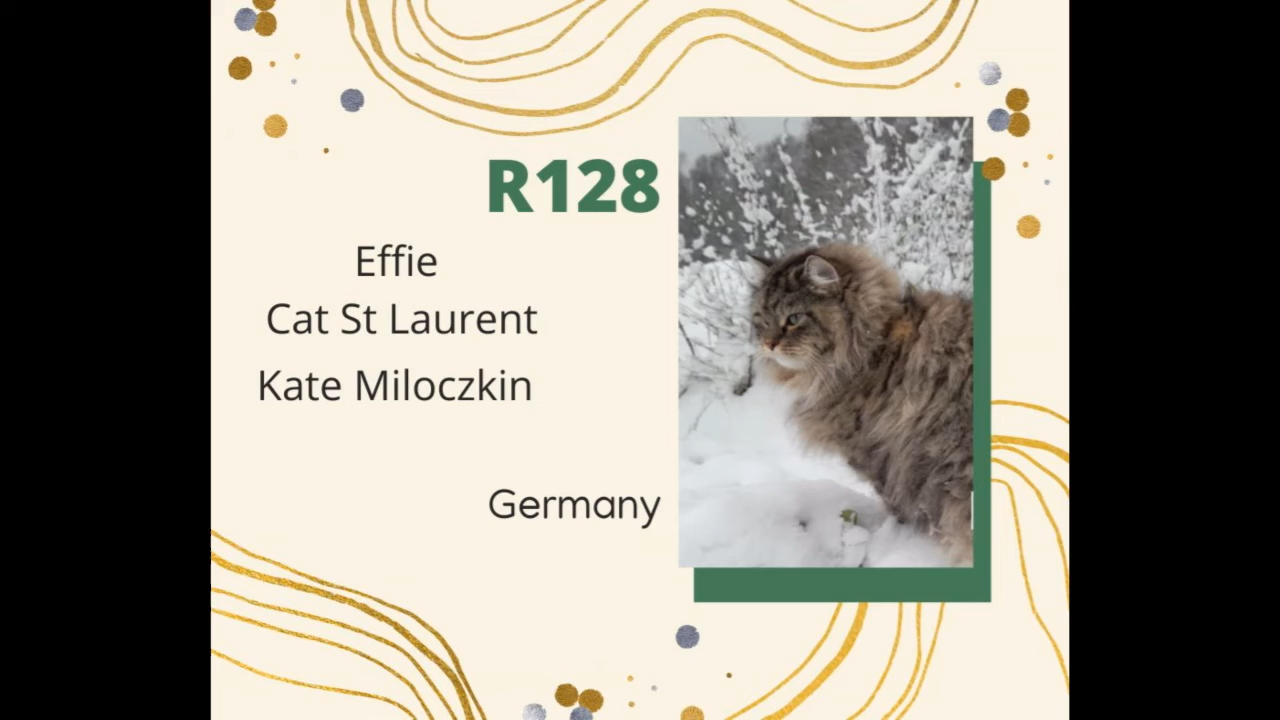 R128
Effie
Cat St Laurent
Kate Miloczkin
Germany